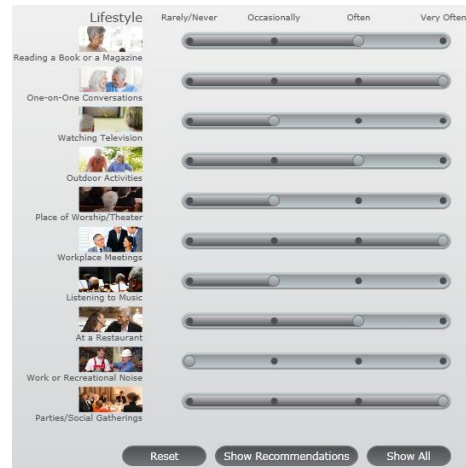 Lifestyle
Rarely/Never Occasionally Often Very Often
Reading a Book or a Magazine
One-on-One Conversations
Watching Television
Outdoor Activities
Place of Worship/Theater
Workplace Meetings
Listening to Music
At a Restaurant
Work or Recreational Noise
Parties/Social Gatherings
Reset Show Recommendations Show All